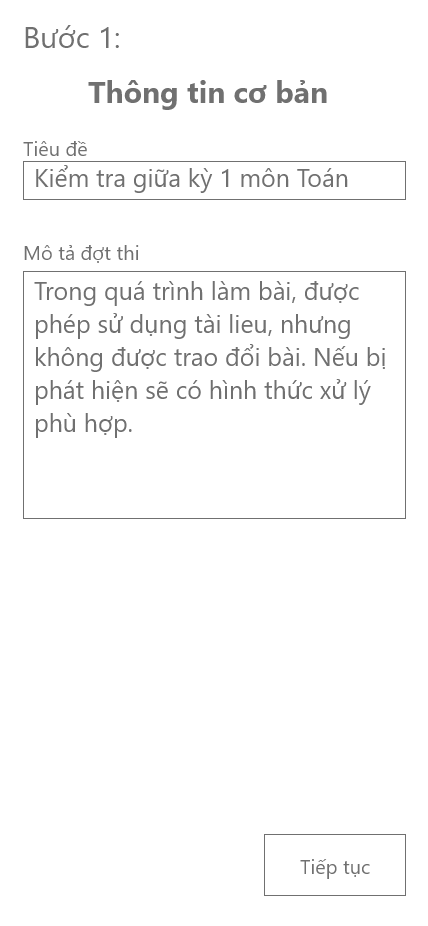 Bước 1:
Thông tin cơ bản
Tiêu đề
Kiểm tra giữa kỳ 1 môn Toán
Mô tả đợt thi
Trong quá trình làm bài, được
phép sử dụng tài lieu, nhưng
không được trao đổi bài. Nếu bị
phát hiện sẽ có hình thức xử lý
phù hợp.
Tiếp tục